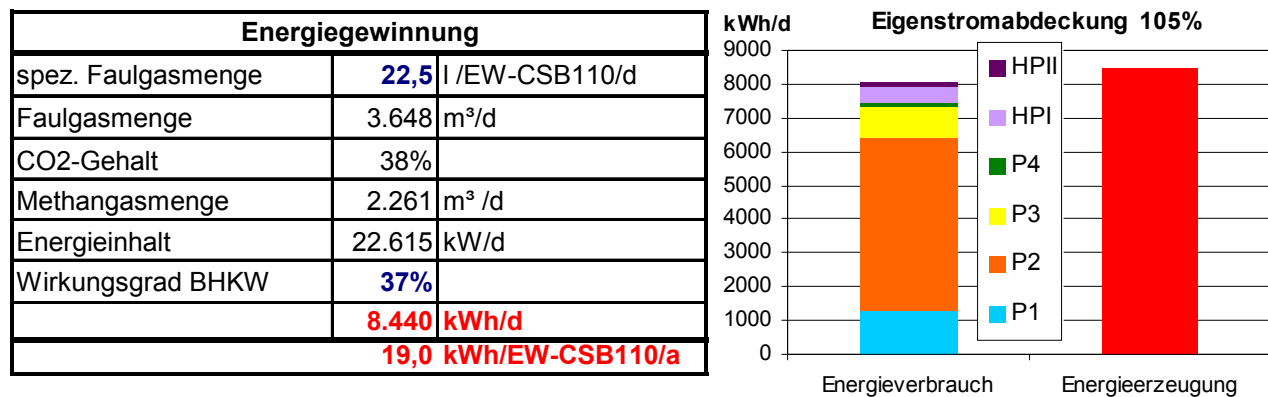 Energiegewinnung
spez. Faulgasmenge 22,5 l /EW-CSB110/d
Faulgasmenge 3.648 m³/d
CO2-Gehalt 38%
Methangasmenge 2.261 m³ /d
Energieinhalt 22.615 kW/d
Wirkungsgrad BHKW 37%
8.440 kWh/d
19,0 kWh/EW-CSB110/a
kWh/d Eigenstromabdeckung 105%
9000
8000
7000
6000
5000
4000
3000
2000
1000
0
HPII
HPI
P4
P3
P2
P1
Energieverbrauch Energieerzeugung